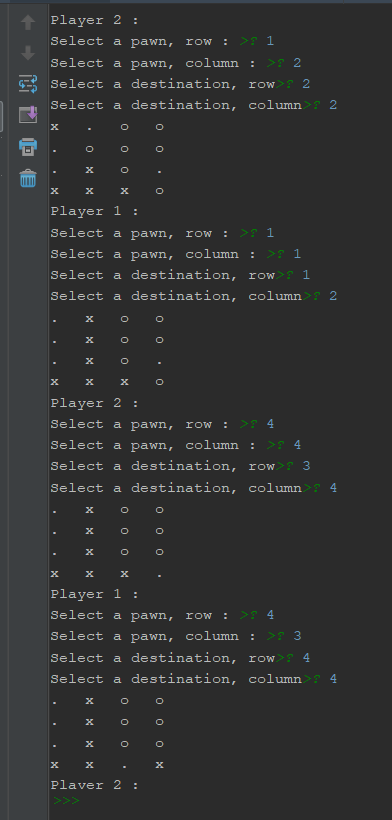 Player 2 :
Select a pawn, row : >? 1
Select a pawn, column : >? 2
Select a destination, row>? 2
Select a destination, column>? 2
x . o o
. o o o
. x o .
x x x o
Player 1 :
Select a pawn, row : >? 1
Select a pawn, column : >? 1
Select a destination, row>? 1
Select a destination, column>? 2
. x o o
. x o o
. x o .
x x x o
Player 2 :
Select a pawn, row : >? 4
Select a pawn, column : >? 4
Select a destination, row>? 3
Select a destination, column>? 4
. x o o
. x o o
. x o o
x x x .
Player 1 :
Select a pawn, row : >? 4
Select a pawn, column : >? 3
Select a destination, row>? 4
Select a destination, column>? 4
. x o o
. x o o
. x o o
x x . x
Player 2 :
>>>